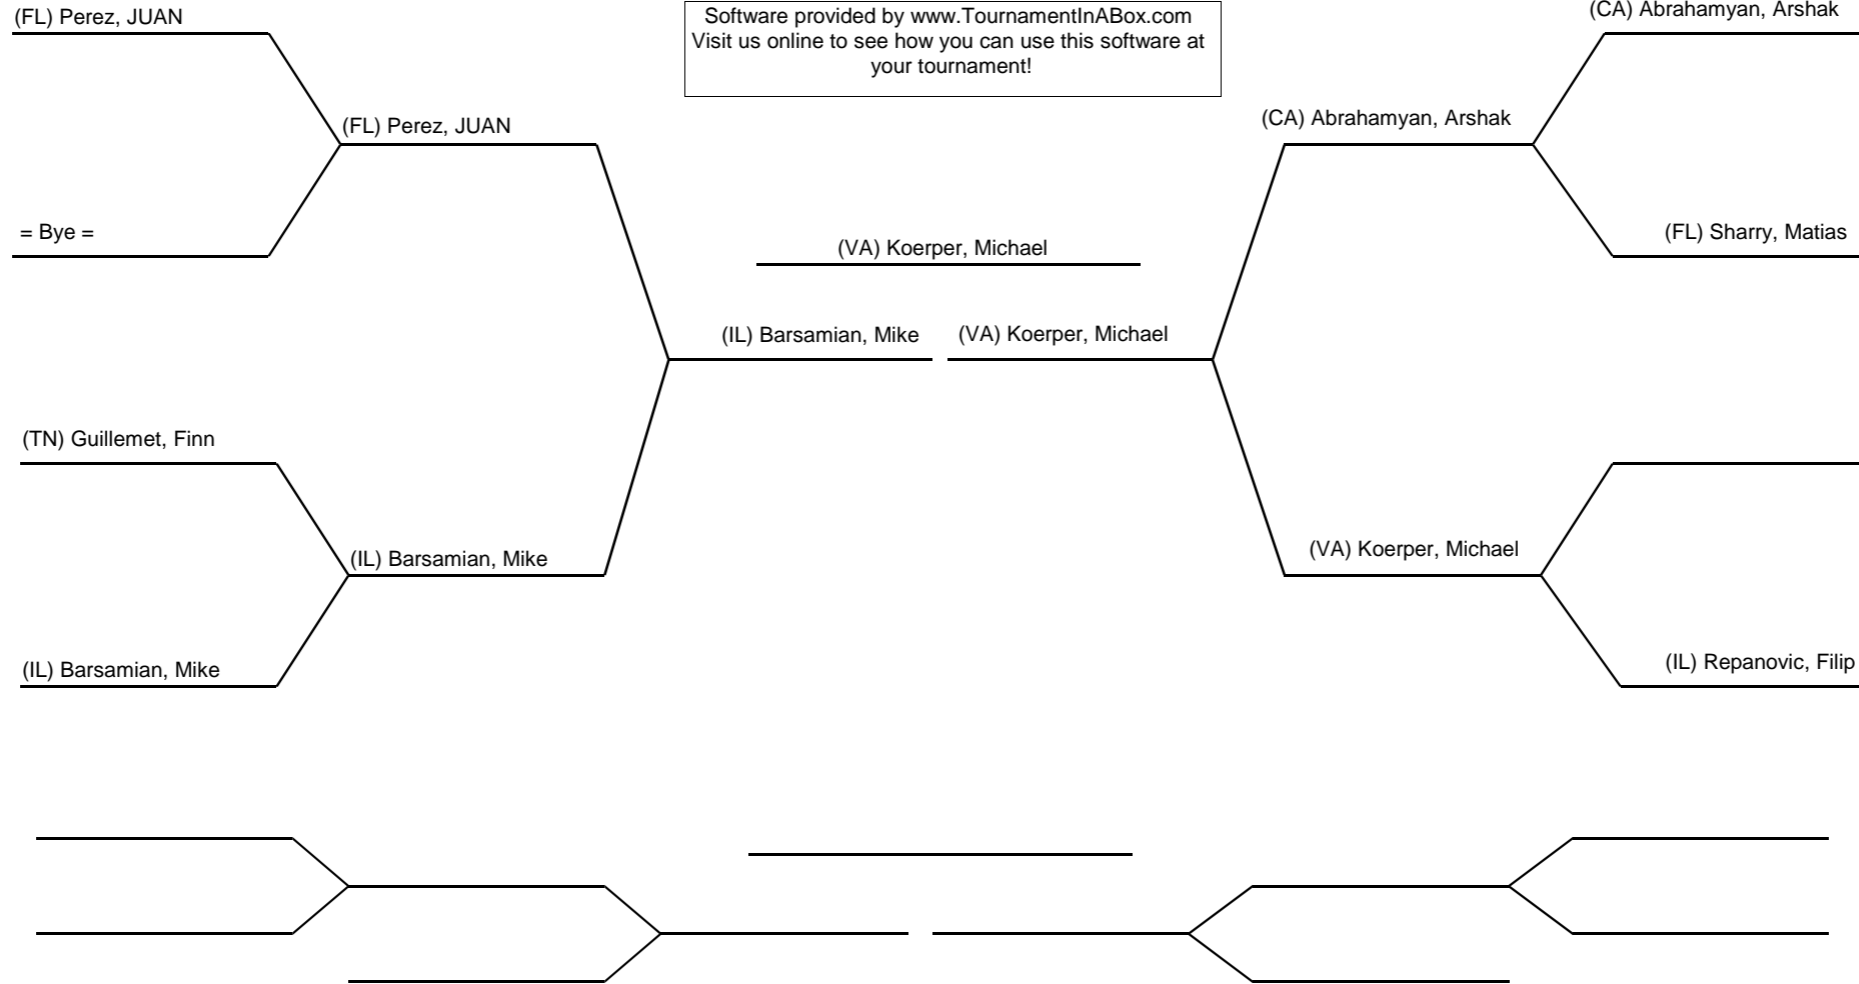 (FL) Perez, JUAN
Software provided by www.TournamentInABox.com
Visit us online to see how you can use this software at
your tournament!
(CA) Abrahamyan, Arshak
(FL) Perez, JUAN
(CA) Abrahamyan, Arshak
= Bye =
(VA) Koerper, Michael
(FL) Sharry, Matias
(IL) Barsamian, Mike
(VA) Koerper, Michael
(TN) Guillemet, Finn
(IL) Barsamian, Mike
(VA) Koerper, Michael
(IL) Barsamian, Mike
(IL) Repanovic, Filip